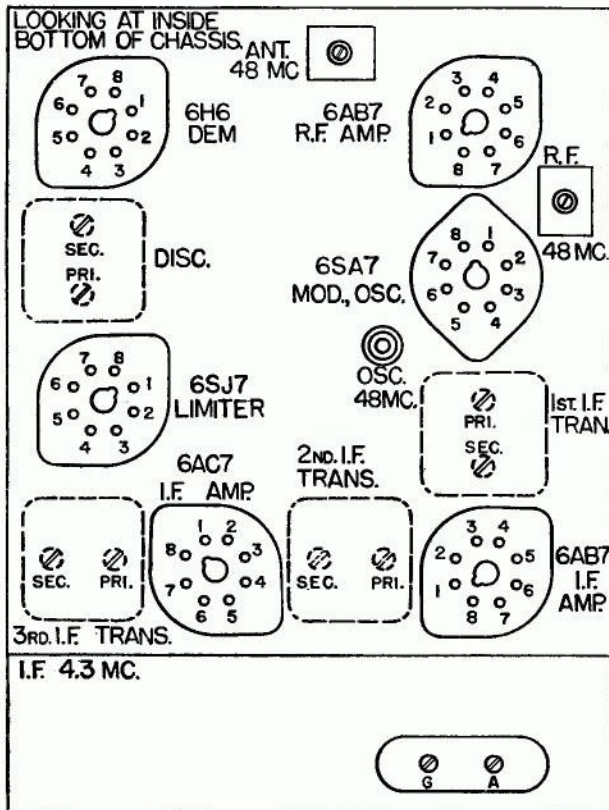 LOOKING AT INSIDE
BOTTOM OF CHASSIS.
ANT.
48 MC
7 8
6 1
5 2
4 3
6H6
DEM
6AB7
R.F. AMP.
3 4
2 5
1 6
8 7
R.F.
48 MC.
SEC.
PRI.
DISC.
6SA7
MOD., OSC.
8 1
7 2
6 3
5 4
OSC.
48MC.
7 8
6 1
5 2
4 3
6SJ7
LIMITER
PRI.
SEC.
1ST. I.F.
TRAN.
6AC7
I.F. AMP.
2ND. I.F.
TRANS.
SEC. PRI.
3RD. I.F. TRANS.
1 2
8 3
7 4
6 5
SEC. PRI.
3 4
2 5
1 6
8 7
6AB7
I.F.
AMP.
I.F. 4.3 MC.
G A